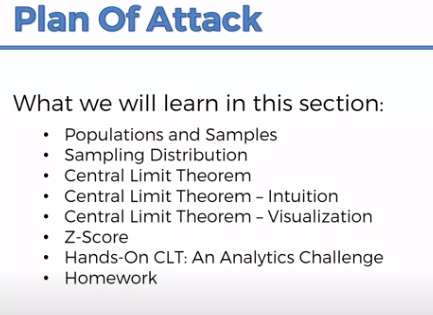 Plan Of Attack
What we will learn in this section:
• Populations and Samples
• Sampling Distribution
• Central Limit Theorem
• Central Limit Theorem – Intuition
• Central Limit Theorem – Visualization
• Z-Score
• Hands-On CLT: An Analytics Challenge
• Homework